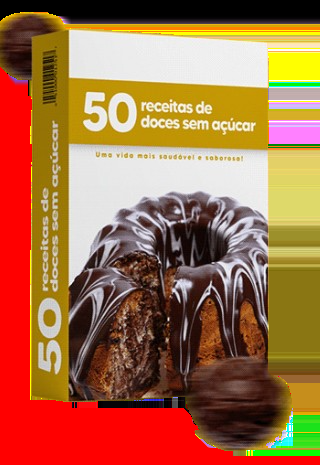 50 receitas de
doces sem açúcar
Uma vida mais saudável e saborosa!
50 receitas de
doces sem açúcar